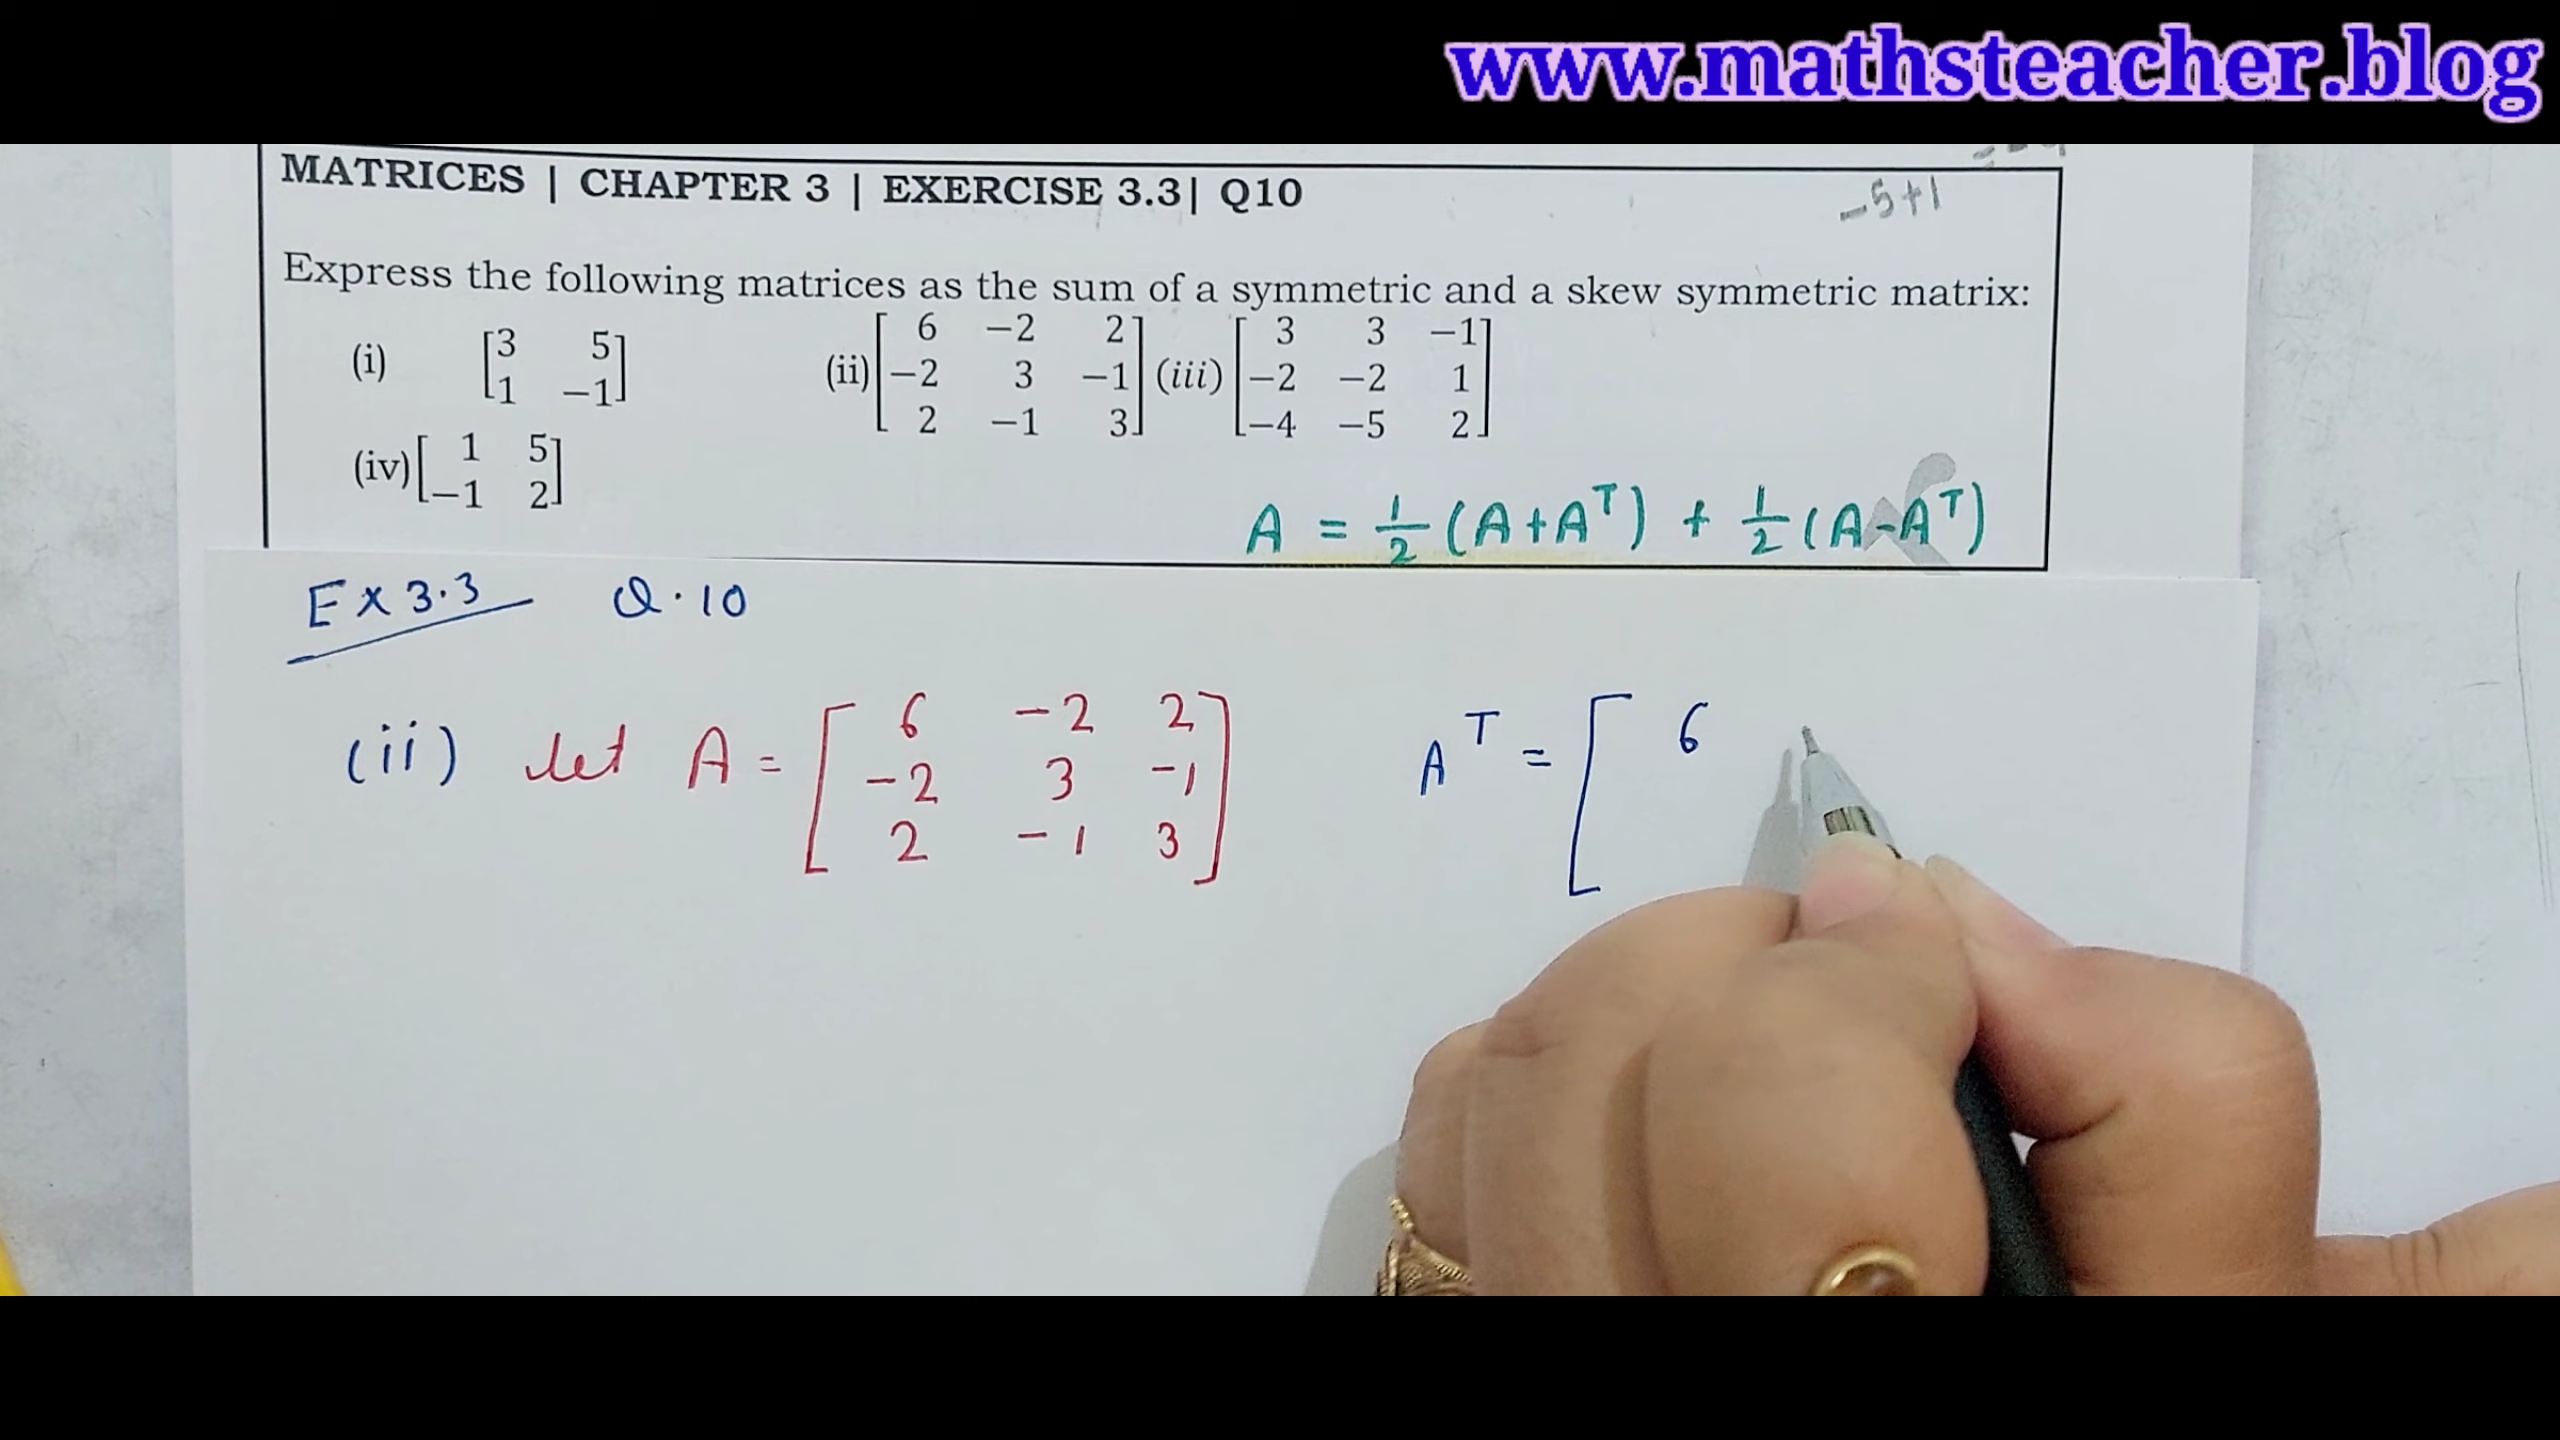 www.mathsteacher.blog
MATRICES | CHAPTER 3 | EXERCISE 3.3| Q10
-5+1
Express the following matrices as the sum of a symmetric and a skew symmetric matrix:
(i) [3 5] (ii) [6 −2 2] (iii) [3 3 −1]
[1 −1] [−2 3 −1] [−2 −2 1]
[2 −1 3] [−4 −5 2]
(iv) [1 5]
[−1 2]
A = 1/2 (A+Aᵀ) + 1/2 (A-Aᵀ)
Ex 3.3 Q.10
(ii) let A = [6 -2 2] Aᵀ = [6
[-2 3 -1]
[2 -1 3]